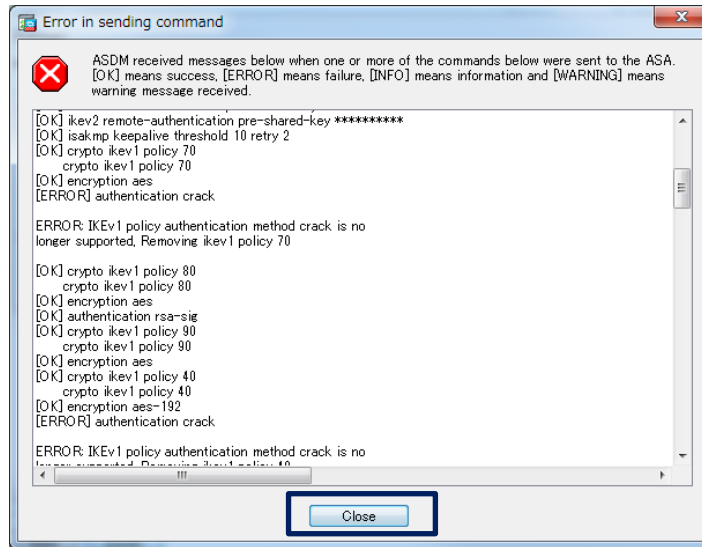 Error in sending command
ASDM received messages below when one or more of the commands below were sent to the ASA.
[OK] means success, [ERROR] means failure, [INFO] means information and [WARNING] means
warning message received.
[OK] ikev2 remote-authentication pre-shared-key **********
[OK] isakmp keepalive threshold 10 retry 2
[OK] crypto ikev1 policy 70
crypto ikev1 policy 70
[OK] encryption aes
[ERROR] authentication crack
ERROR: IKEv1 policy authentication method crack is no
longer supported, Removing ikev1 policy 70
[OK] crypto ikev1 policy 80
crypto ikev1 policy 80
[OK] encryption aes
[OK] authentication rsa-sig
[OK] crypto ikev1 policy 90
crypto ikev1 policy 90
[OK] encryption aes
[OK] crypto ikev1 policy 40
crypto ikev1 policy 40
[OK] encryption aes-192
[ERROR] authentication crack
ERROR: IKEv1 policy authentication method crack is no
longer supported, Removing ikev1 policy 40
Close